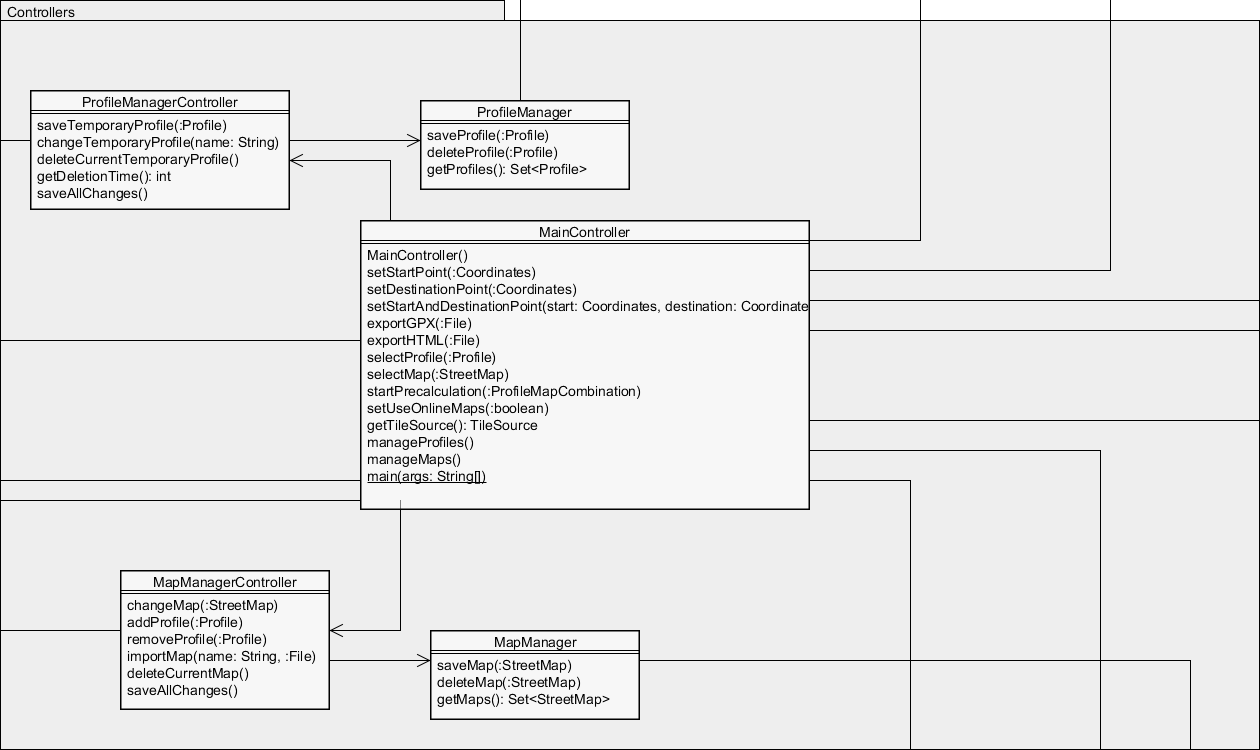 Controllers
ProfileManagerController
saveTemporaryProfile(:Profile)
changeTemporaryProfile(name: String)
deleteCurrentTemporaryProfile()
getDeletionTime(): int
saveAllChanges()
ProfileManager
saveProfile(:Profile)
deleteProfile(:Profile)
getProfiles(): Set<Profile>
MainController
MainController()
setStartPoint(:Coordinates)
setDestinationPoint(:Coordinates)
setStartAndDestinationPoint(start: Coordinates, destination: Coordinate
exportGPX(:File)
exportHTML(:File)
selectProfile(:Profile)
selectMap(:StreetMap)
startPrecalculation(:ProfileMapCombination)
setUseOnlineMaps(:boolean)
getTileSource(): TileSource
manageProfiles()
manageMaps()
main(args: String[])
MapManagerController
changeMap(:StreetMap)
addProfile(:Profile)
removeProfile(:Profile)
importMap(name: String, :File)
deleteCurrentMap()
saveAllChanges()
MapManager
saveMap(:StreetMap)
deleteMap(:StreetMap)
getMaps(): Set<StreetMap>